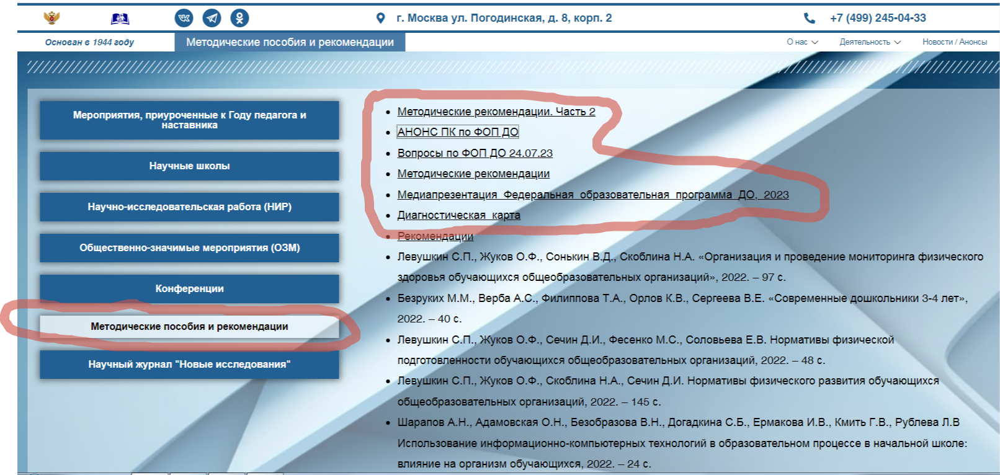 г. Москва ул. Погодинская, д. 8, корп. 2
+7 (499) 245-04-33
Основан в 1944 году
Методические пособия и рекомендации
О нас
Деятельность
Новости / Анонсы
Мероприятия, приуроченные к Году педагога и
наставника
Научные школы
Научно-исследовательская работа (НИР)
Общественно-значимые мероприятия (ОЗМ)
Конференции
Методические пособия и рекомендации
Научный журнал "Новые исследования"
Методические рекомендации. Часть 2
АНОНС ПК по ФОП ДО
Вопросы по ФОП ДО 24.07.23
Методические рекомендации
Медиапрезентация Федеральная образовательная программа ДО, 2023
Диагностическая карта
Рекомендации
Левушкин С.П., Жуков О.Ф., Сонькин В.Д., Скоблина Н.А. «Организация и проведение мониторинга физического
здоровья обучающихся общеобразовательных организаций», 2022. – 97 с.
Безруких М.М., Верба А.С., Филиппова Т.А., Орлов К.В., Сергеева В.Е. «Современные дошкольники 3-4 лет»,
2022. – 40 с.
Левушкин С.П., Жуков О.Ф., Сечин Д.И., Фесенко М.С., Соловьева Е.В. Нормативы физической
подготовленности обучающихся общеобразовательных организаций, 2022. – 48 с.
Левушкин С.П., Жуков О.Ф., Скоблина Н.А., Сечин Д.И. Нормативы физического развития обучающихся
общеобразовательных организаций, 2022. – 145 с.
Шарапов А.Н., Адамовская О.Н., Безобразова В.Н., Догадкина С.Б., Ермакова И.В., Кмить Г.В., Рублева Л.В
Использование информационно-компьютерных технологий в образовательном процессе в начальной школе:
влияние на организм обучающихся, 2022. – 24 с.